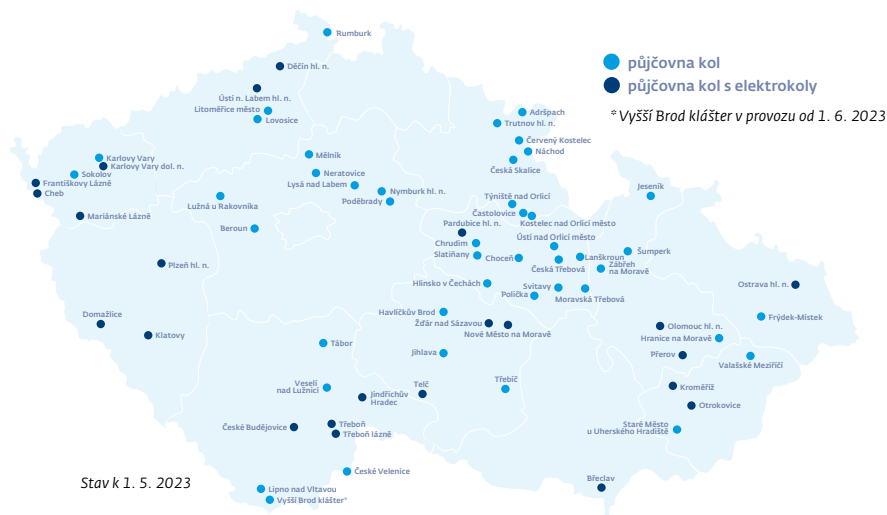 Rumburk
půjčovna kol
Děčín hl. n.
půjčovna kol s elektrokoly
Ústí n. Labem hl. n.
Litoměřice město
Lovosice
Adršpach
* Vyšší Brod klášter v provozu od 1. 6. 2023
Trutnov hl. n.
Červený Kostelec
Náchod
Česká Skalice
Mělník
Karlovy Vary
Karlovy Vary dol. n.
Sokolov
Františkovy Lázně
Cheb
Neratovice
Lysá nad Labem
Nymburk hl. n.
Poděbrady
Jeseník
Týniště nad Orlicí
Častolovice
Kostelec nad Orlicí město
Lužná u Rakovníka
Mariánské Lázně
Beroun
Pardubice hl. n.
Chrudim
Slatiňany
Ústí nad Orlicí město
Choceň
Česká Třebová
Lanškroun
Šumperk
Zábřeh
na Moravě
Plzeň hl. n.
Hlinsko v Čechách
Svitavy
Polička
Moravská Třebová
Ostrava hl. n.
Domažlice
Klatovy
Havlíčkův Brod
Žďár nad Sázavou
Nové Město na Moravě
Olomouc hl. n.
Hranice na Moravě
Frýdek-Místek
Tábor
Jihlava
Přerov
Valašské Meziříčí
Veselí
nad Lužnicí
Jindřichův
Hradec
Telč
Třebíč
Kroměříž
Otrokovice
České Budějovice
Třeboň
Třeboň lázně
Staré Město
u Uherského Hradiště
České Velenice
Břeclav
Stav k 1. 5. 2023
Lipno nad Vltavou
Vyšší Brod klášter*